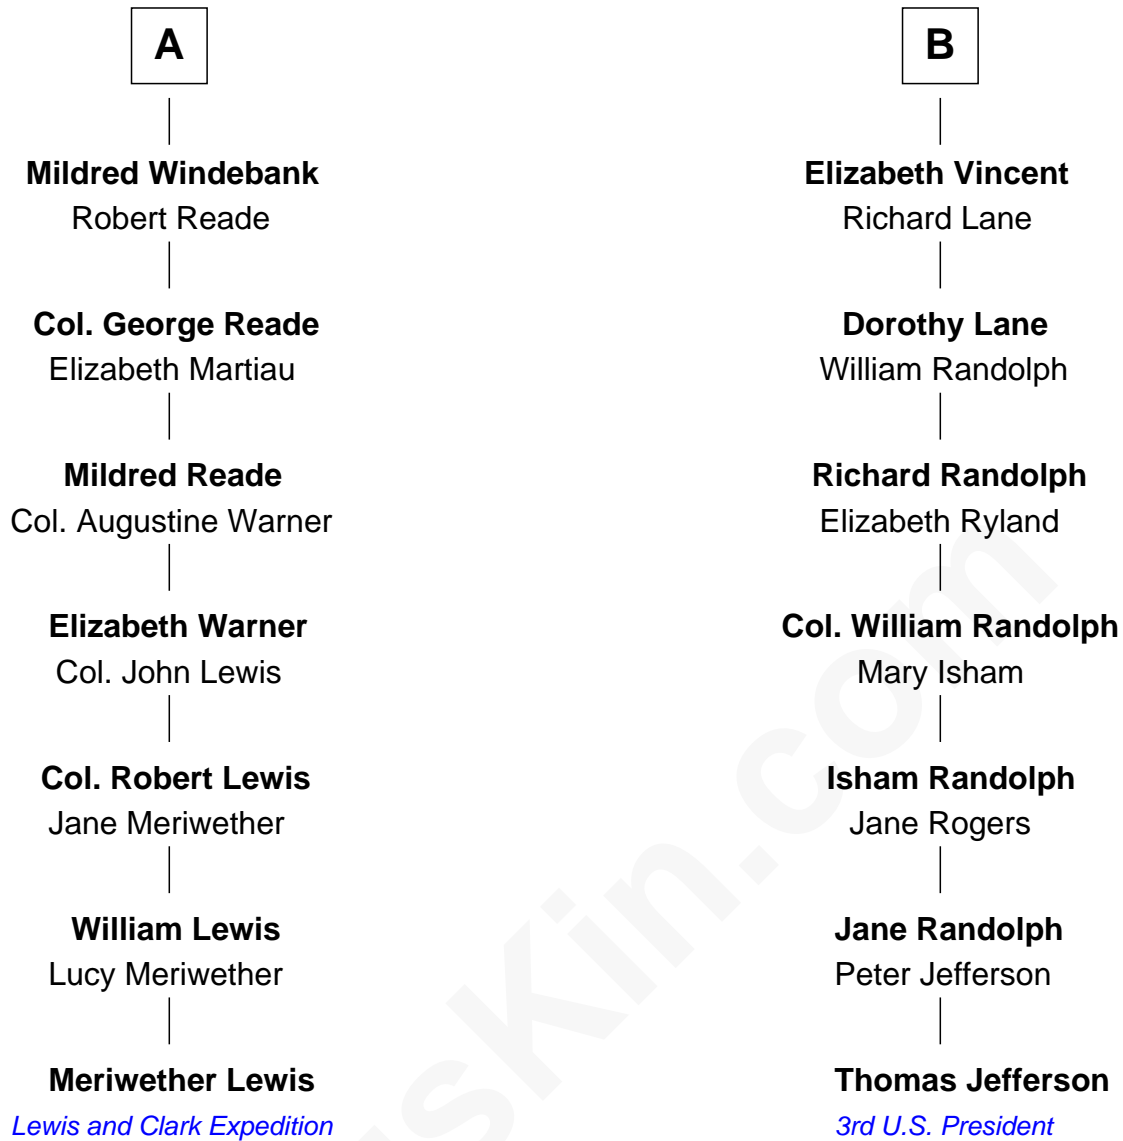 A
Mildred Windebank
Robert Reade
Col. George Reade
Elizabeth Martiau
Mildred Reade
Col. Augustine Warner
Elizabeth Warner
Col. John Lewis
Col. Robert Lewis
Jane Meriwether
William Lewis
Lucy Meriwether
Meriwether Lewis
Lewis and Clark Expedition
B
Elizabeth Vincent
Richard Lane
Dorothy Lane
William Randolph
Richard Randolph
Elizabeth Ryland
Col. William Randolph
Mary Isham
Isham Randolph
Jane Rogers
Jane Randolph
Peter Jefferson
Thomas Jefferson
3rd U.S. President